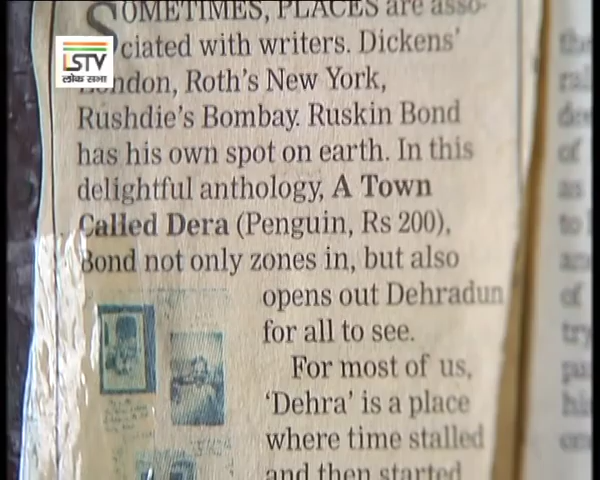 SOMETIMES, PLACES are asso-
ciated with writers. Dickens'
London, Roth's New York,
Rushdie's Bombay. Ruskin Bond
has his own spot on earth. In this
delightful anthology, A Town
Called Dera (Penguin, Rs 200),
Bond not only zones in, but also
opens out Dehradun
for all to see.
For most of us,
'Dehra' is a place
where time stalled
and then started
LSTV
लोक सभा